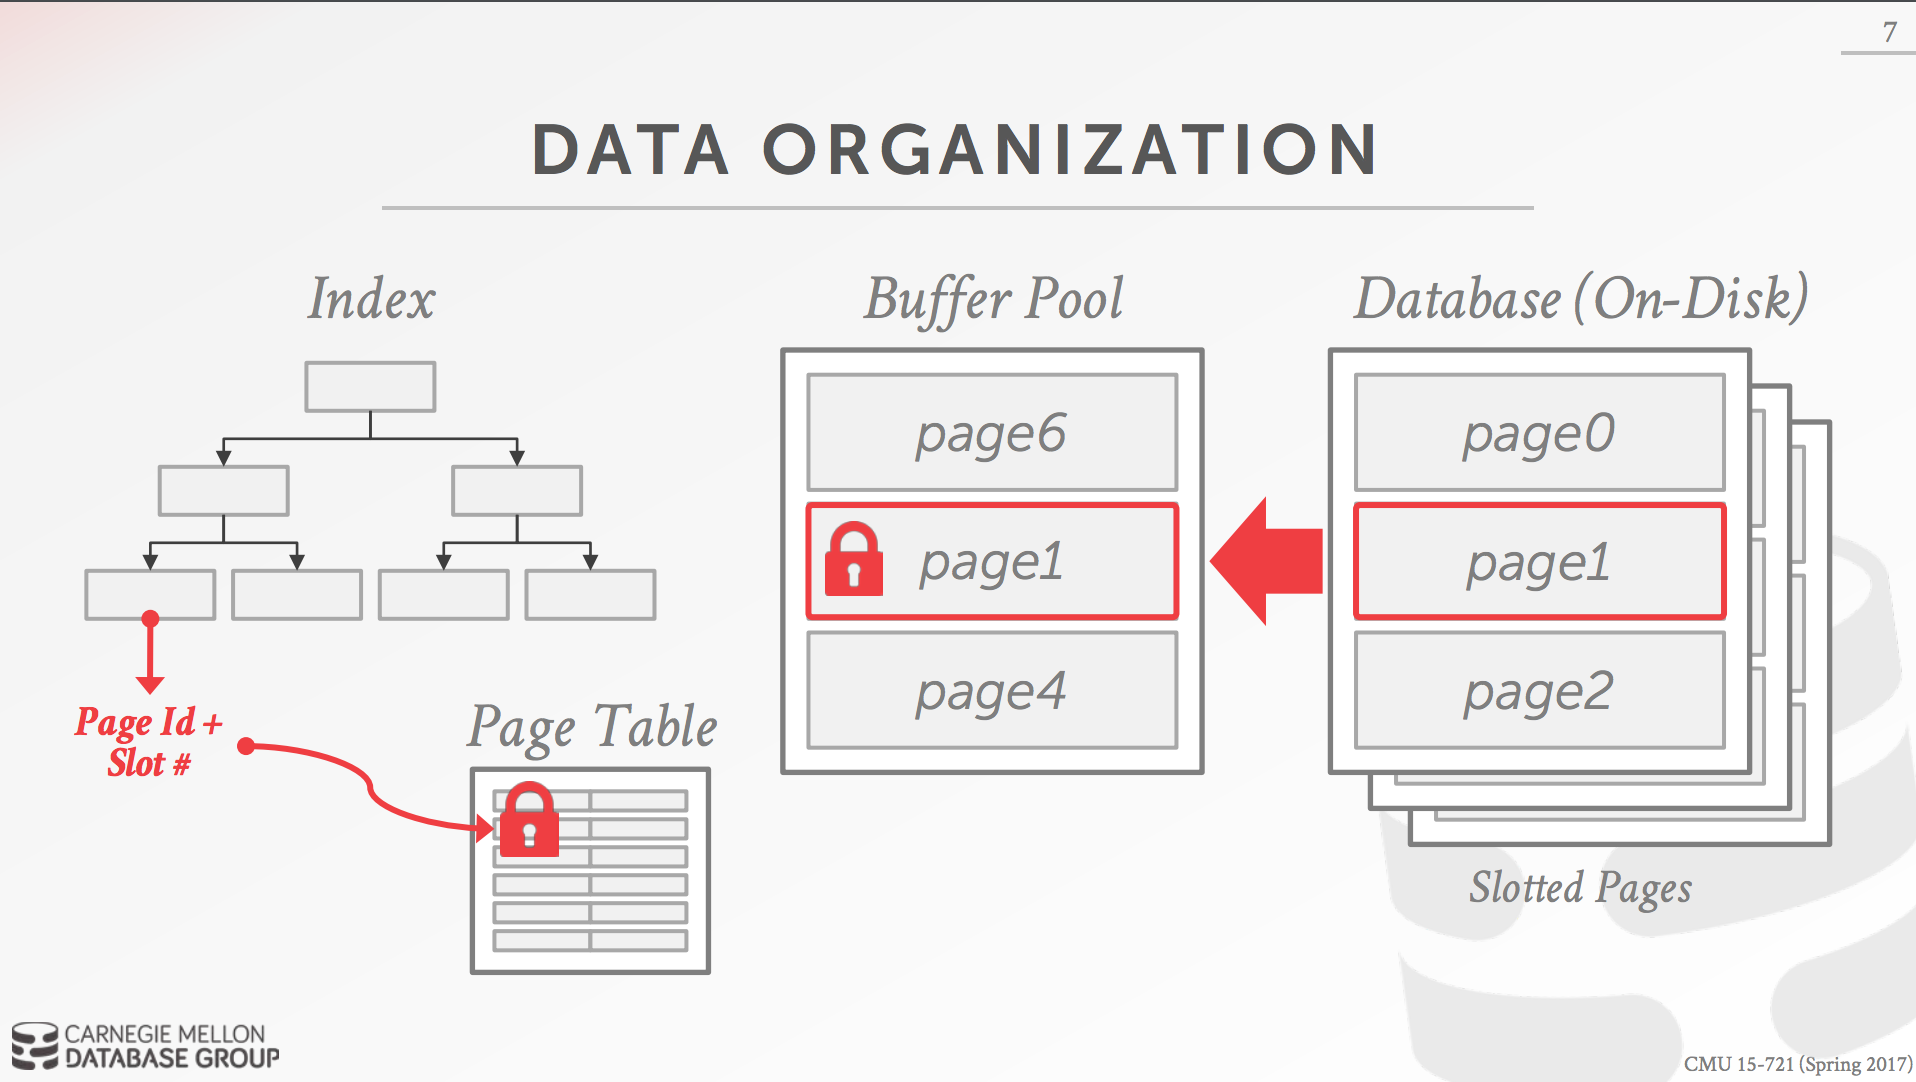 7
DATA ORGANIZATION
Index
Buffer Pool
Database (On-Disk)
page6
page1
page4
page0
page1
page2
Page Id +
Slot #
Page Table
Slotted Pages
CARNEGIE MELLON
DATABASE GROUP
CMU 15-721 (Spring 2017)